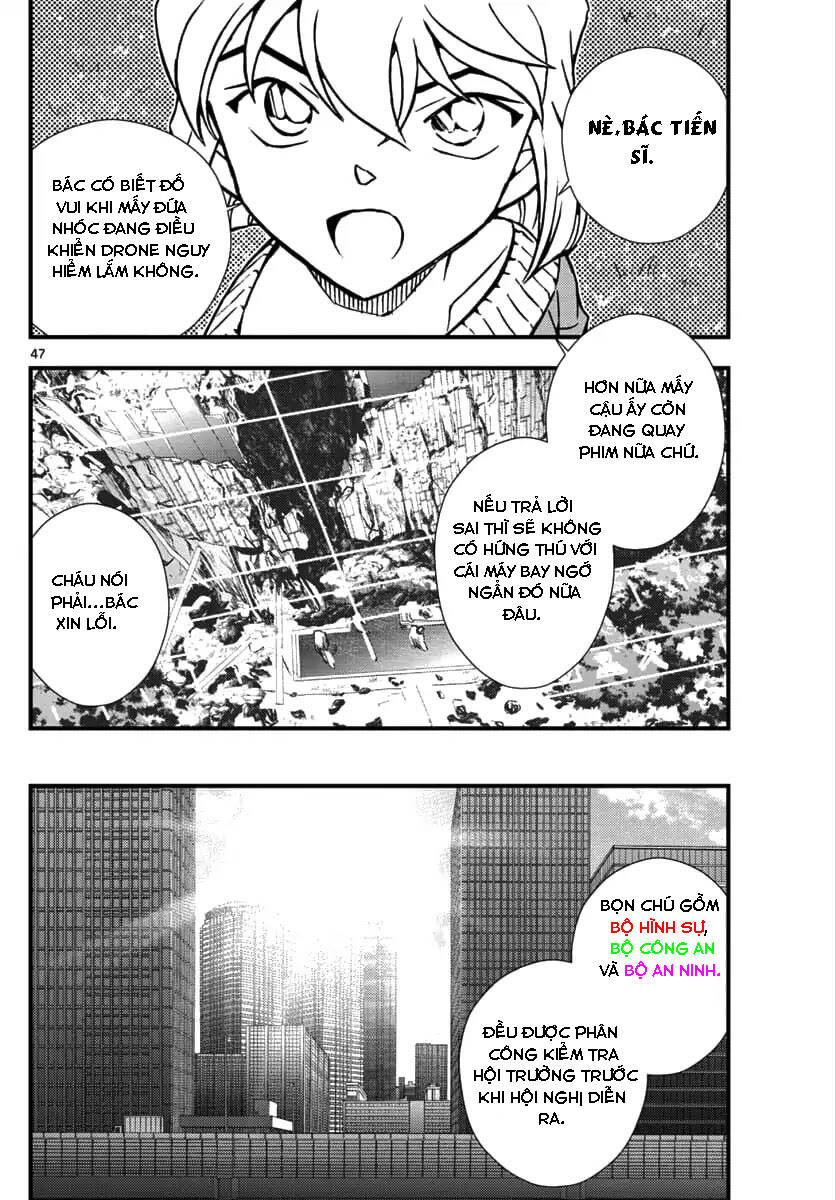 NÈ,BÁC TIẾN
SĨ.
BÁC CÓ BIẾT ĐỐ
VUI KHI MẤY ĐỨA
NHÓC ĐANG ĐIỀU
KHIỂN DRONE NGUY
HIỂM LẮM KHÔNG.
47
HƠN NỮA MẤY
CẬU ẤY CÒN
ĐANG QUAY
PHIM NỮA CHỨ.
NẾU TRẢ LỜI
SAI THÌ SẼ KHÔNG
CÓ HỨNG THÚ VỚI
CÁI MÁY BAY NGỚ
NGẨN ĐÓ NỮA
ĐÂU.
CHÁU NÓI
PHẢI...BÁC
XIN LỖI.
BỌN CHÚ GỒM
BỘ HÌNH SỰ,
BỘ CÔNG AN
VÀ BỘ AN NINH.
ĐỀU ĐƯỢC PHÂN
CÔNG KIỂM TRA
HỘI TRƯỜNG TRƯỚC
KHI HỘI NGHỊ DIỄN
RA.